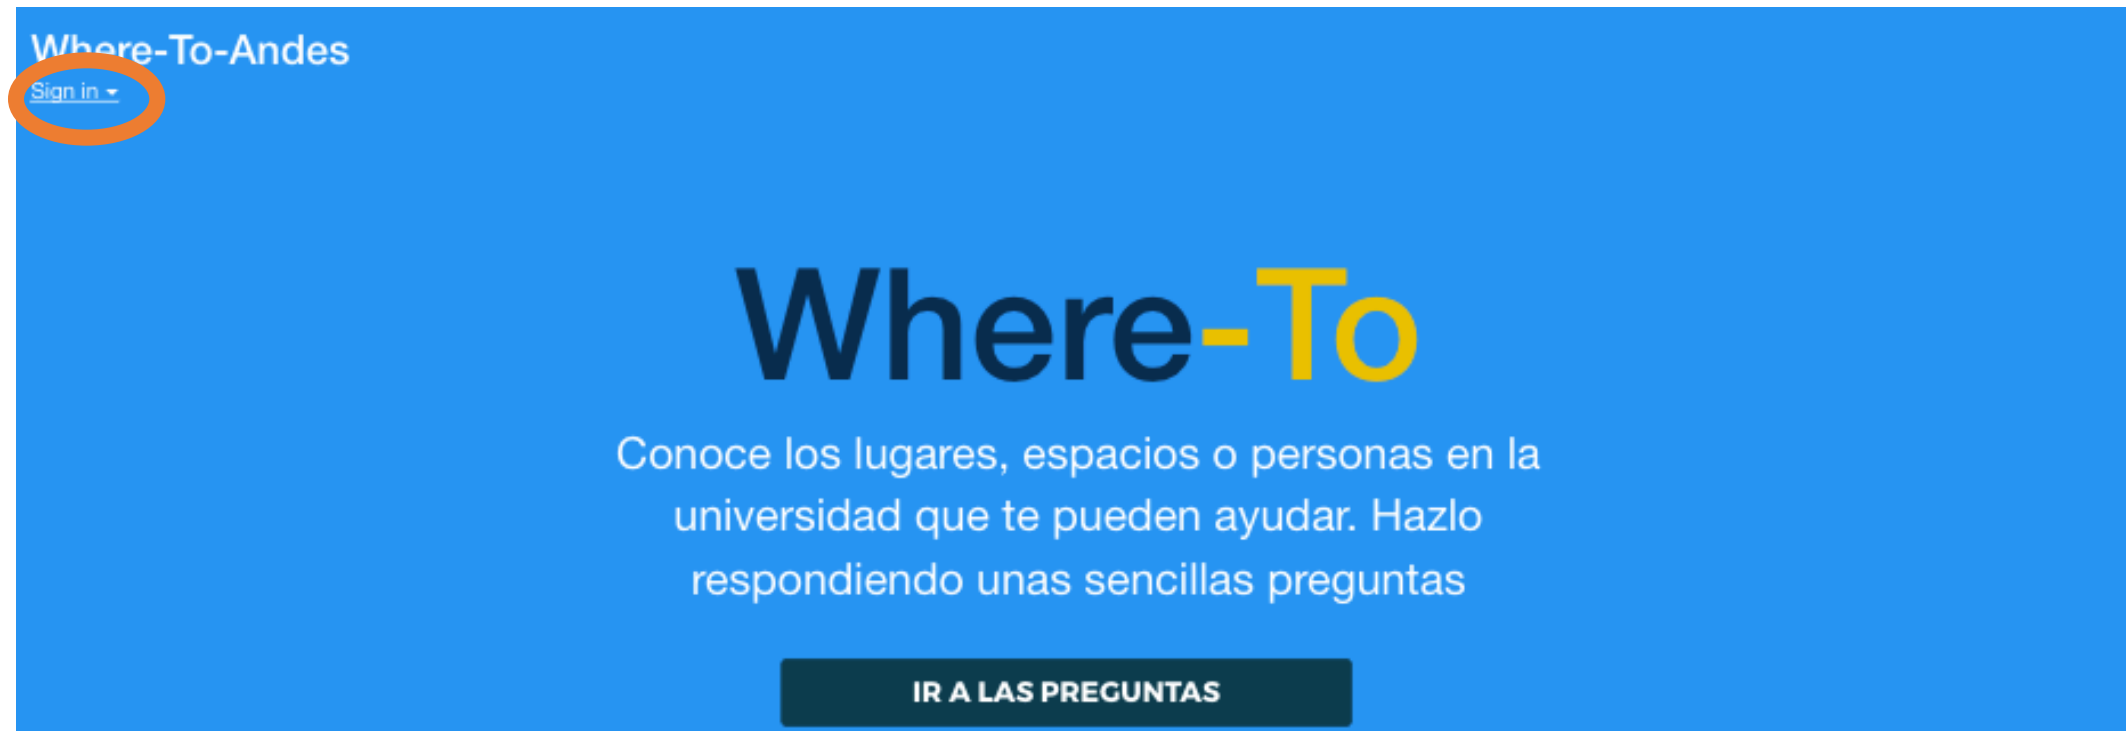 Where-To-Andes
Sign in
Where-To
Conoce los lugares, espacios o personas en la
universidad que te pueden ayudar. Hazlo
respondiendo unas sencillas preguntas
IR A LAS PREGUNTAS